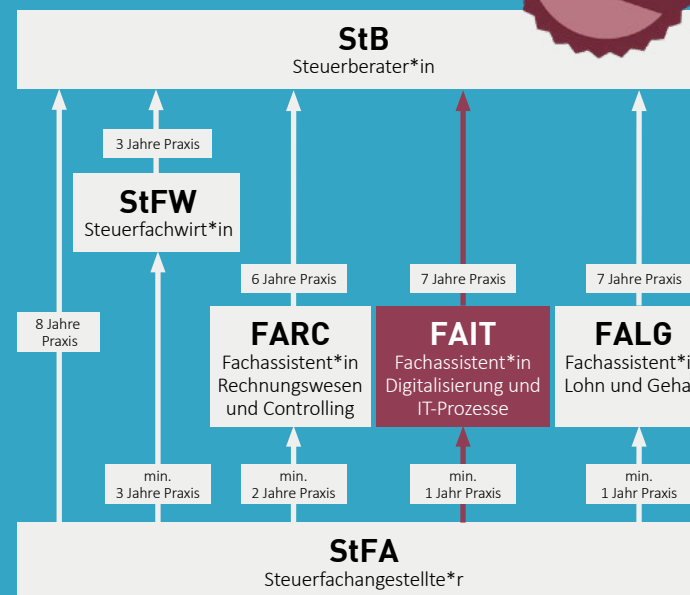 StB
Steuerberater*in
3 Jahre Praxis
StFW
Steuerfachwirt*in
6 Jahre Praxis
7 Jahre Praxis
7 Jahre Praxis
8 Jahre
Praxis
FARC
Fachassistent*in
Rechnungswesen
und Controlling
FAIT
Fachassistent*in
Digitalisierung und
IT-Prozesse
FALG
Fachassistent*i
Lohn und Geha
min.
3 Jahre Praxis
min.
2 Jahre Praxis
min.
1 Jahr Praxis
min.
1 Jahr Praxis
StFA
Steuerfachangestellte*r